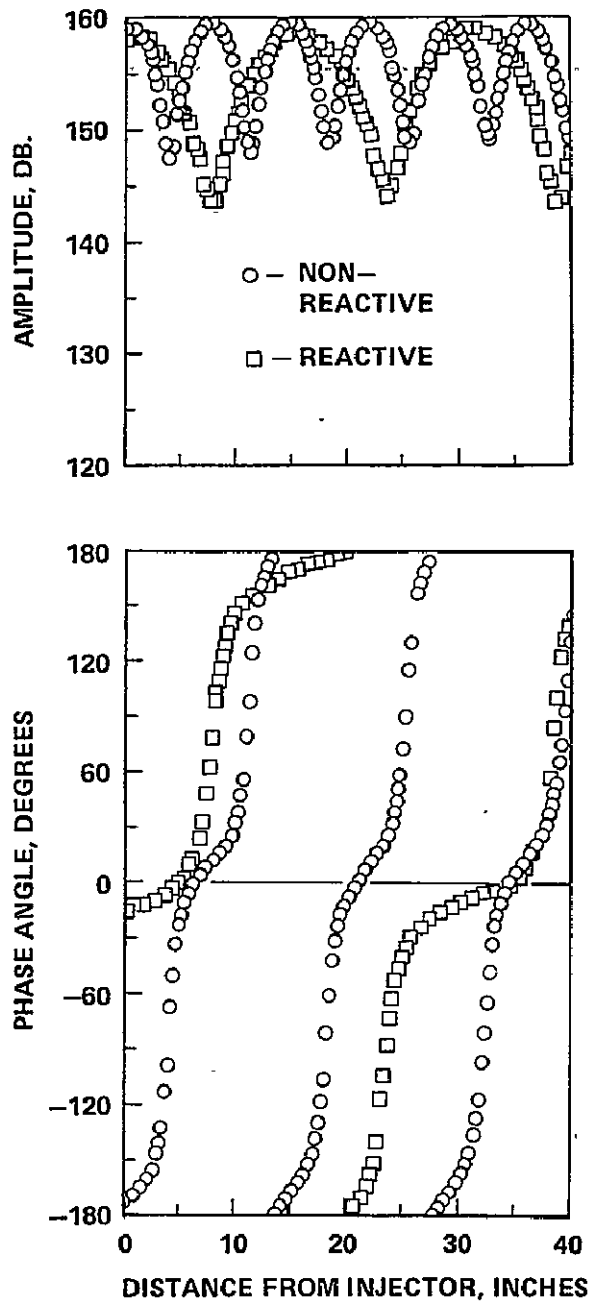 160
150
140
130
120
AMPLITUDE, DB.
○ – NON–
REACTIVE
□ – REACTIVE
180
120
60
0
–60
–120
–180
PHASE ANGLE, DEGREES
0 10 20 30 40
DISTANCE FROM INJECTOR, INCHES